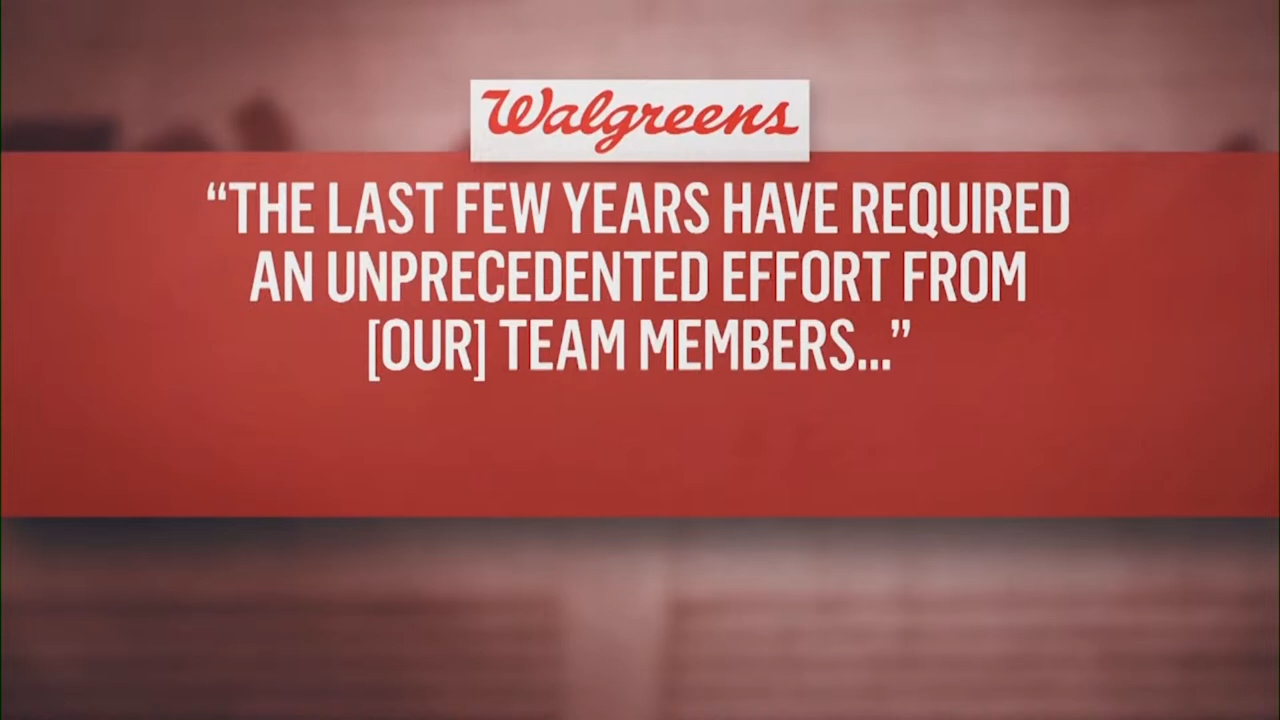 Walgreens
“THE LAST FEW YEARS HAVE REQUIRED
AN UNPRECEDENTED EFFORT FROM
[OUR] TEAM MEMBERS...”